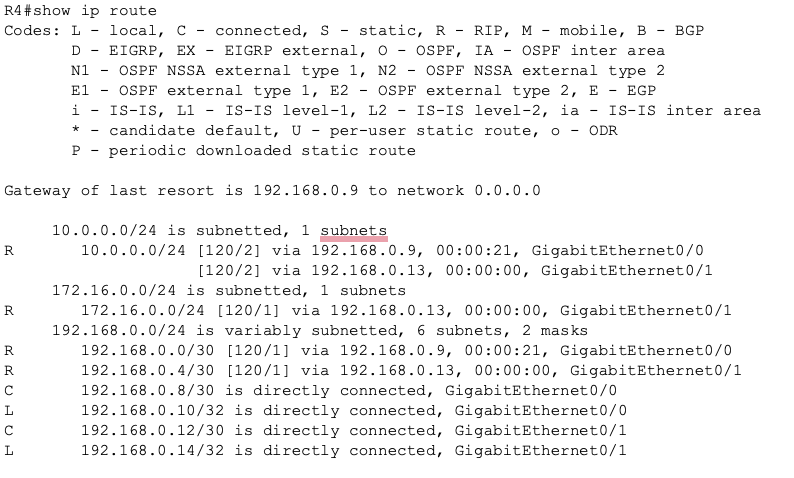 R4#show ip route
Codes: L - local, C - connected, S - static, R - RIP, M - mobile, B - BGP
       D - EIGRP, EX - EIGRP external, O - OSPF, IA - OSPF inter area
       N1 - OSPF NSSA external type 1, N2 - OSPF NSSA external type 2
       E1 - OSPF external type 1, E2 - OSPF external type 2, E - EGP
       i - IS-IS, L1 - IS-IS level-1, L2 - IS-IS level-2, ia - IS-IS inter area
       * - candidate default, U - per-user static route, o - ODR
       P - periodic downloaded static route
Gateway of last resort is 192.168.0.9 to network 0.0.0.0
     10.0.0.0/24 is subnetted, 1 subnets
R       10.0.0.0/24 [120/2] via 192.168.0.9, 00:00:21, GigabitEthernet0/0
                    [120/2] via 192.168.0.13, 00:00:00, GigabitEthernet0/1
     172.16.0.0/24 is subnetted, 1 subnets
R       172.16.0.0/24 [120/1] via 192.168.0.13, 00:00:00, GigabitEthernet0/1
     192.168.0.0/24 is variably subnetted, 6 subnets, 2 masks
R       192.168.0.0/30 [120/1] via 192.168.0.9, 00:00:21, GigabitEthernet0/0
R       192.168.0.4/30 [120/1] via 192.168.0.13, 00:00:00, GigabitEthernet0/1
C       192.168.0.8/30 is directly connected, GigabitEthernet0/0
L       192.168.0.10/32 is directly connected, GigabitEthernet0/0
C       192.168.0.12/30 is directly connected, GigabitEthernet0/1
L       192.168.0.14/32 is directly connected, GigabitEthernet0/1